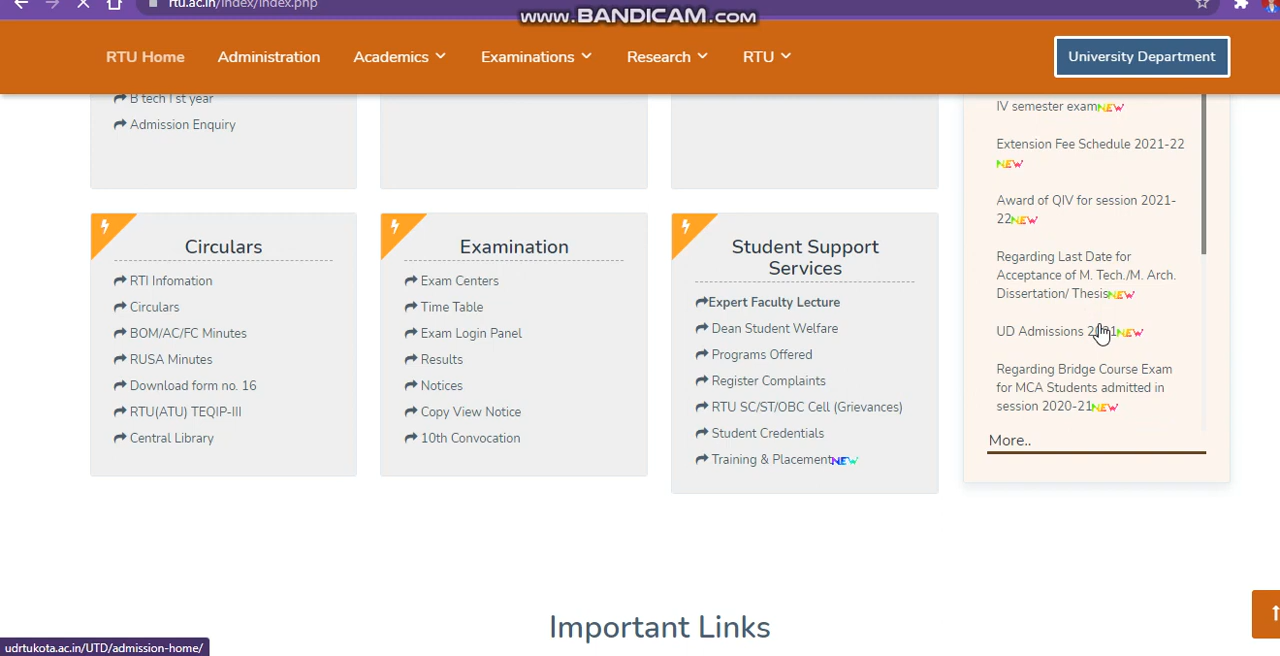 rtu.ac.in/index/index.php
www.BANDICAM.com
RTU Home Administration Academics Examinations Research RTU University Department
B tech I st year
Admission Enquiry
Circulars
RTI Infomation
Circulars
BOM/AC/FC Minutes
RUSA Minutes
Download form no. 16
RTU(ATU) TEQIP-III
Central Library
Examination
Exam Centers
Time Table
Exam Login Panel
Results
Notices
Copy View Notice
10th Convocation
Student Support
Services
Expert Faculty Lecture
Dean Student Welfare
Programs Offered
Register Complaints
RTU SC/ST/OBC Cell (Grievances)
Student Credentials
Training & Placement NEW
IV semester exam NEW
Extension Fee Schedule 2021-22
NEW
Award of QIV for session 2021-
22 NEW
Regarding Last Date for
Acceptance of M. Tech./M. Arch.
Dissertation/ Thesis NEW
UD Admissions 2021 NEW
Regarding Bridge Course Exam
for MCA Students admitted in
session 2020-21 NEW
More..
Important Links
udrtukota.ac.in/UTD/admission-home/